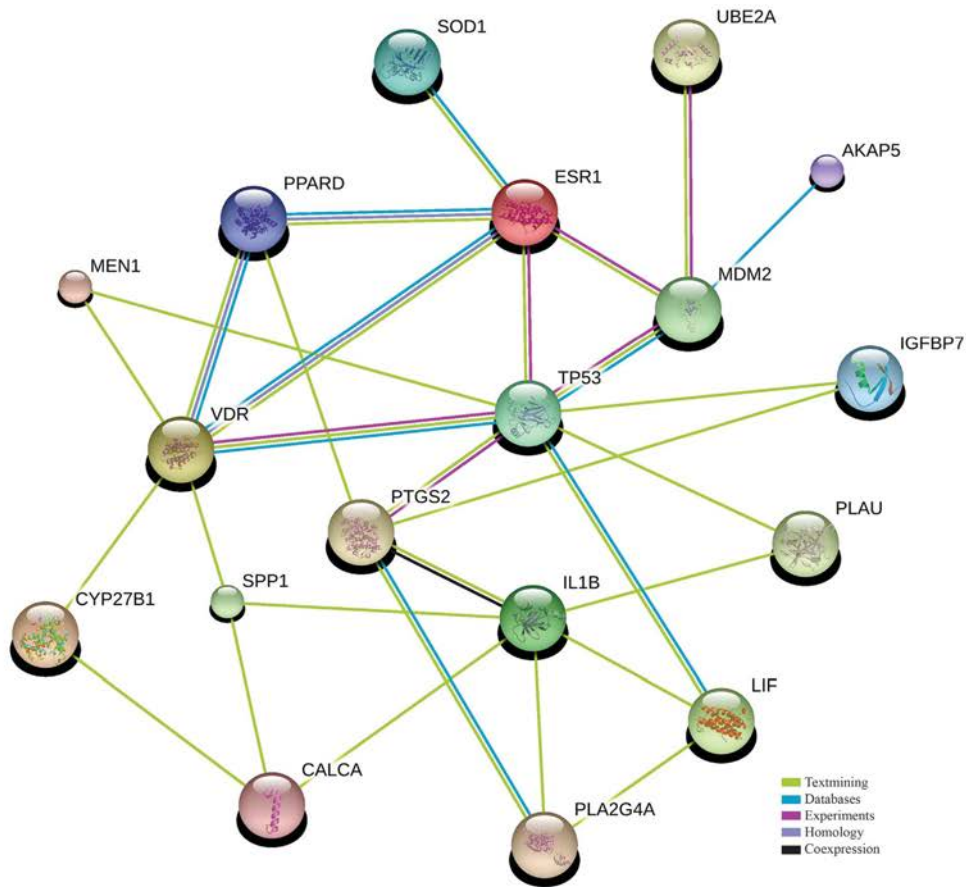 SOD1
UBE2A
AKAP5
PPARD
ESR1
MEN1
MDM2
IGFBP7
TP53
VDR
PTGS2
PLAU
SPP1
IL1B
CYP27B1
LIF
CALCA
PLA2G4A
Textmining
Databases
Experiments
Homology
Coexpression